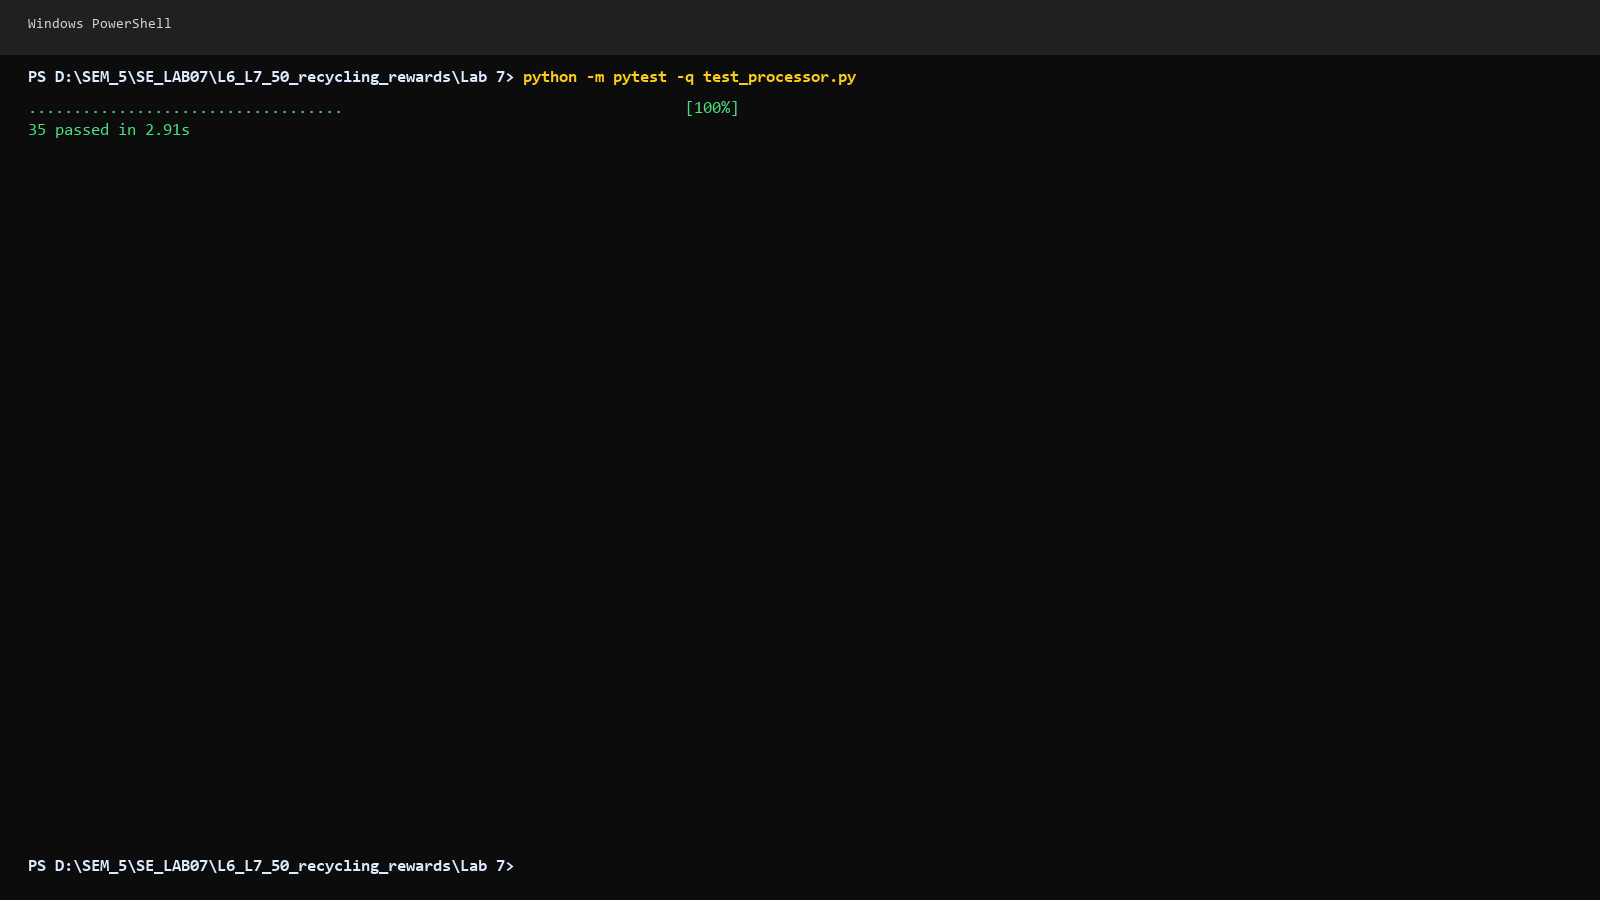 Windows PowerShell
PS D:\SEM_5\SE_LAB07\L6_L7_50_recycling_rewards\Lab 7> python -m pytest -q test_processor.py
................................... [100%]
35 passed in 2.91s
PS D:\SEM_5\SE_LAB07\L6_L7_50_recycling_rewards\Lab 7>